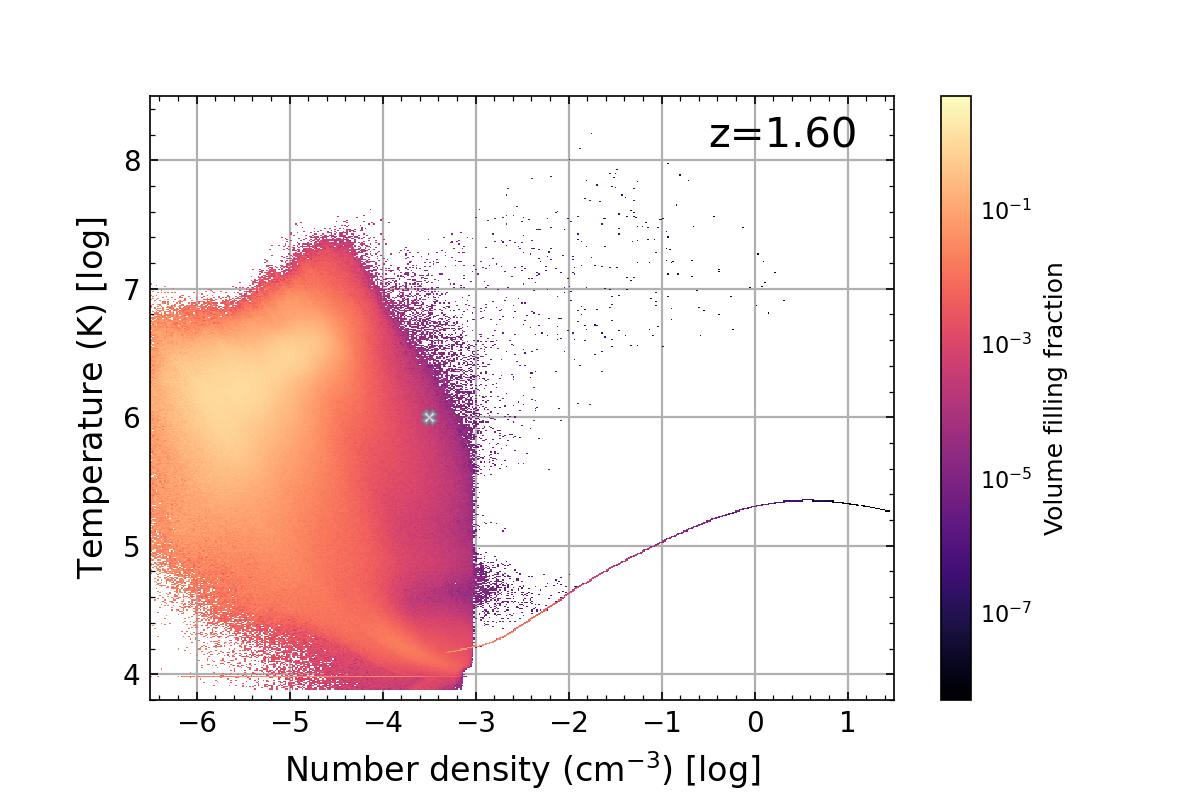 z=1.60
8
7
6
5
4
Temperature (K) [log]
−6 −5 −4 −3 −2 −1 0 1
Number density (cm⁻³) [log]
10⁻¹
10⁻³
10⁻⁵
10⁻⁷
Volume filling fraction